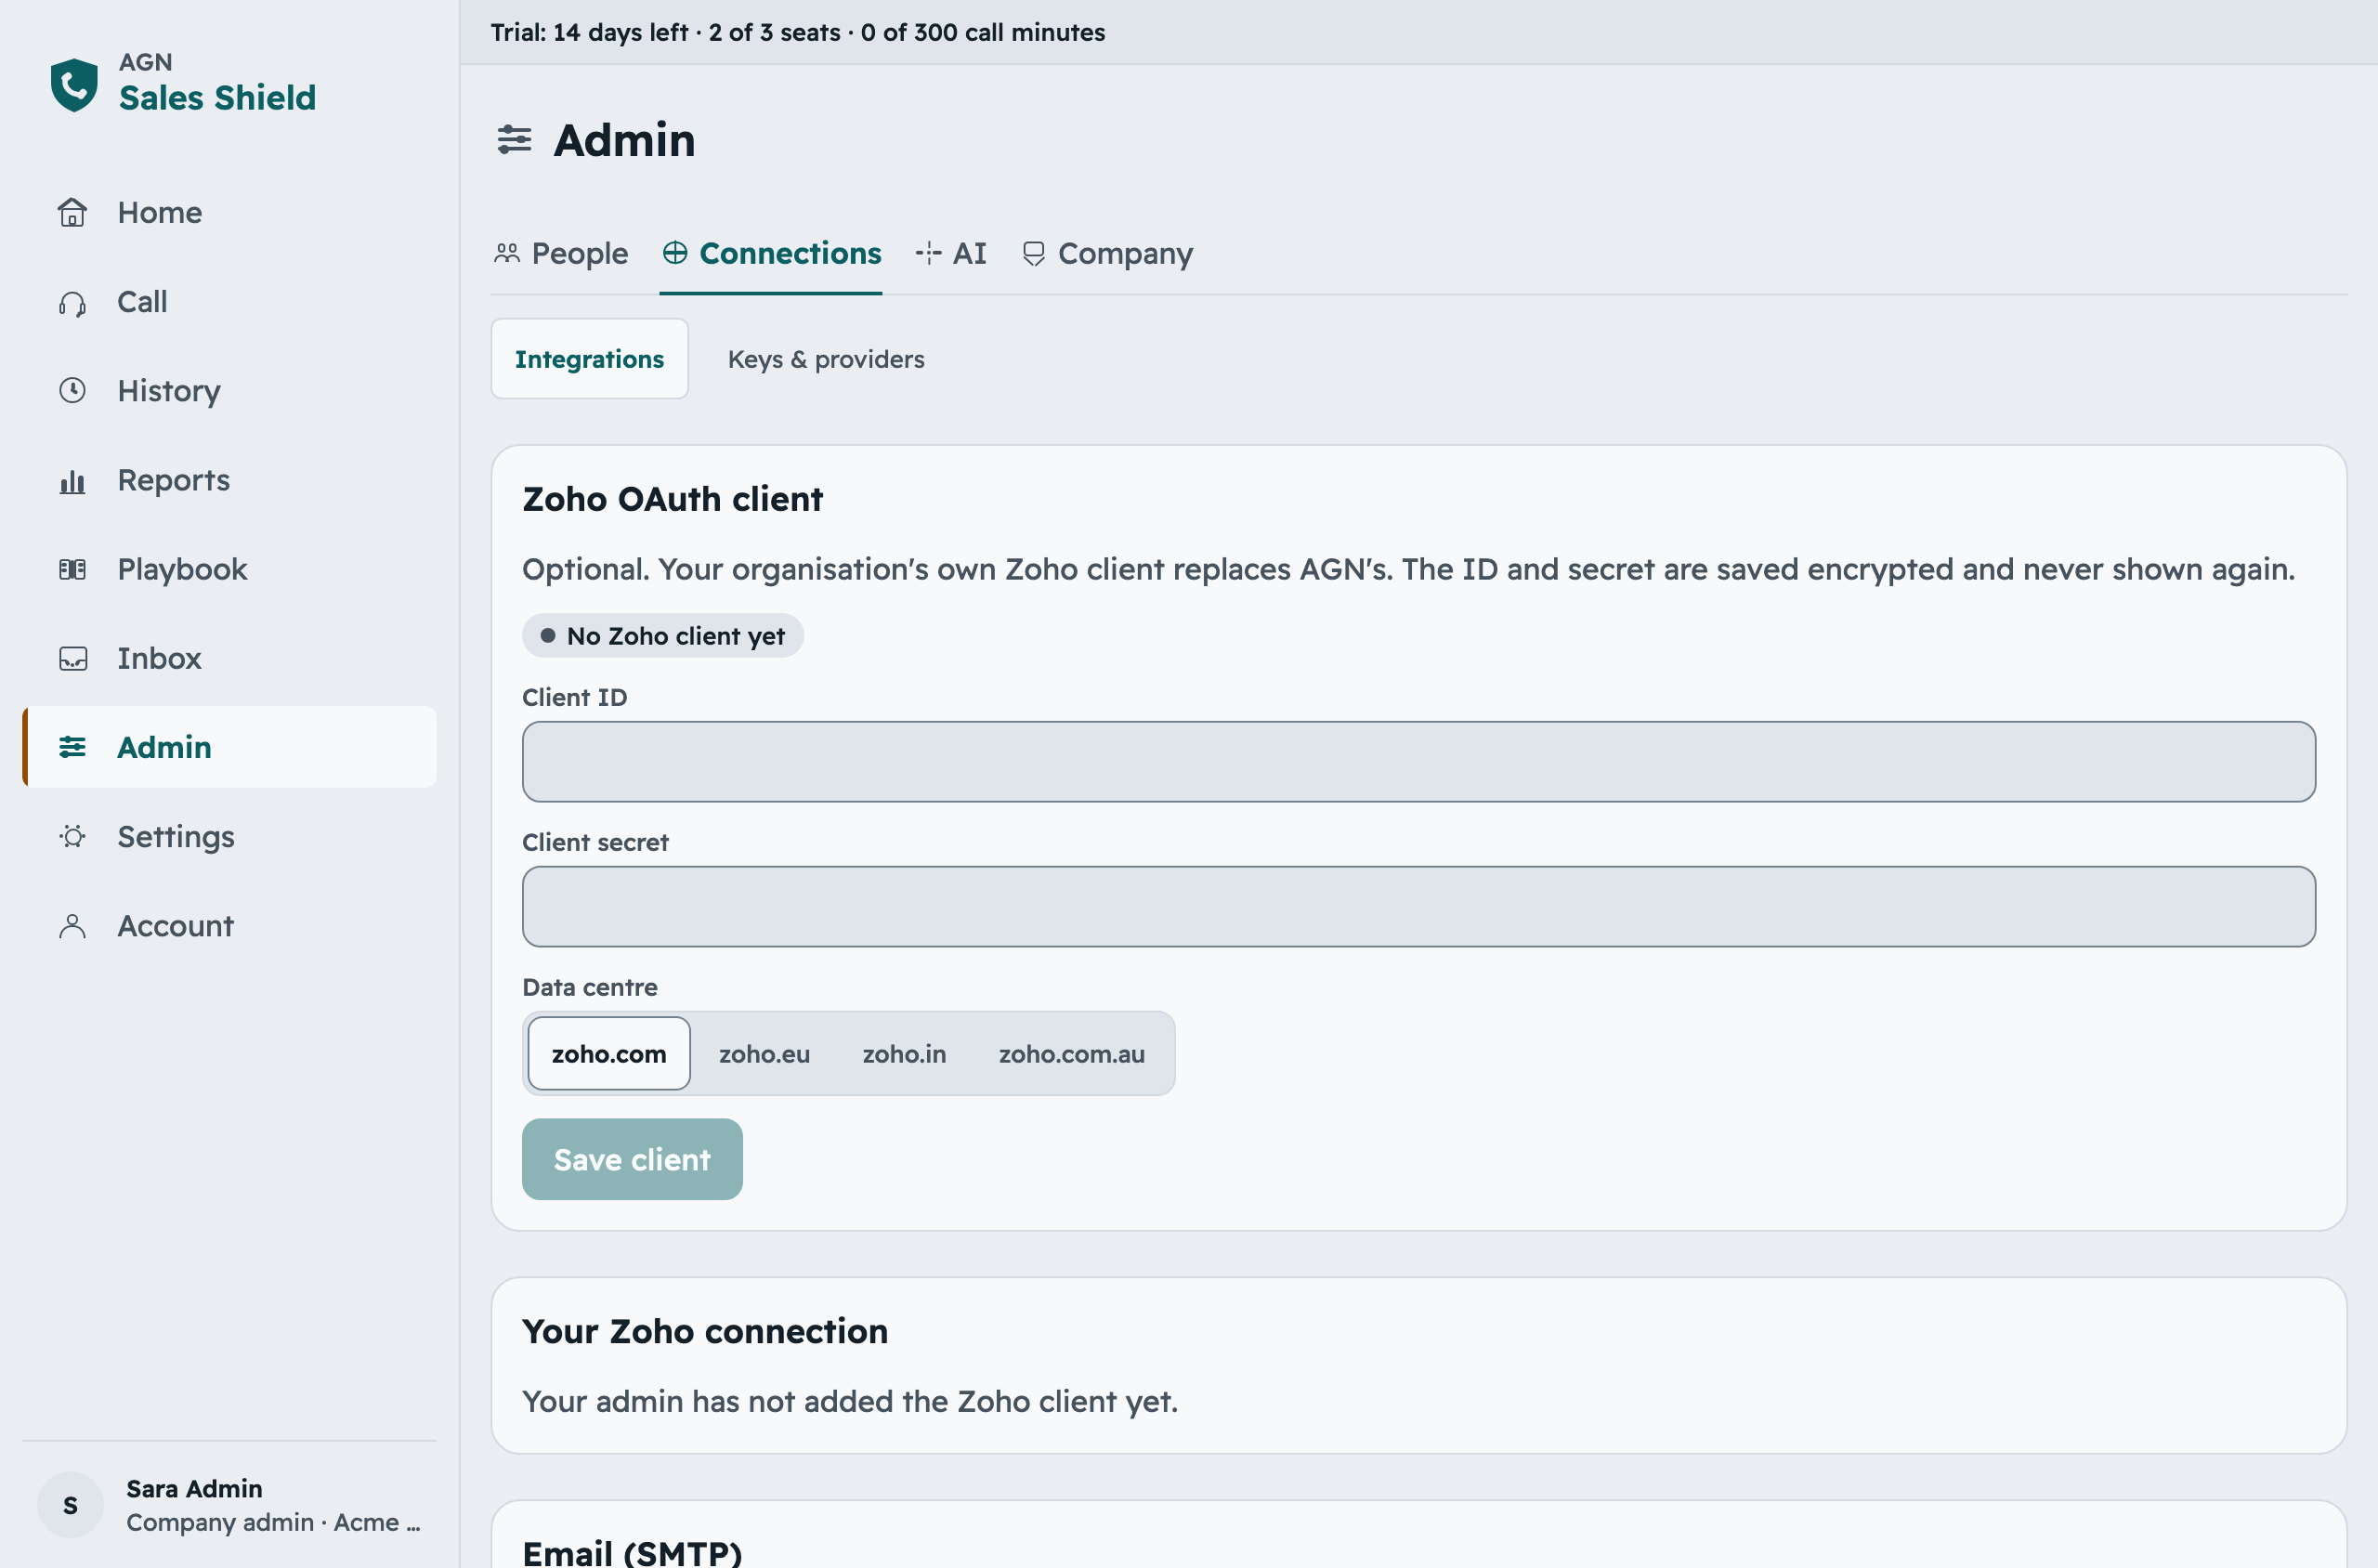 AGN
Sales Shield
Home
Call
History
Reports
Playbook
Inbox
Admin
Settings
Account
S
Sara Admin
Company admin · Acme ...
Trial: 14 days left · 2 of 3 seats · 0 of 300 call minutes
Admin
People
Connections
AI
Company
Integrations
Keys & providers
Zoho OAuth client
Optional. Your organisation's own Zoho client replaces AGN's. The ID and secret are saved encrypted and never shown again.
No Zoho client yet
Client ID
Client secret
Data centre
zoho.com
zoho.eu
zoho.in
zoho.com.au
Save client
Your Zoho connection
Your admin has not added the Zoho client yet.
Email (SMTP)